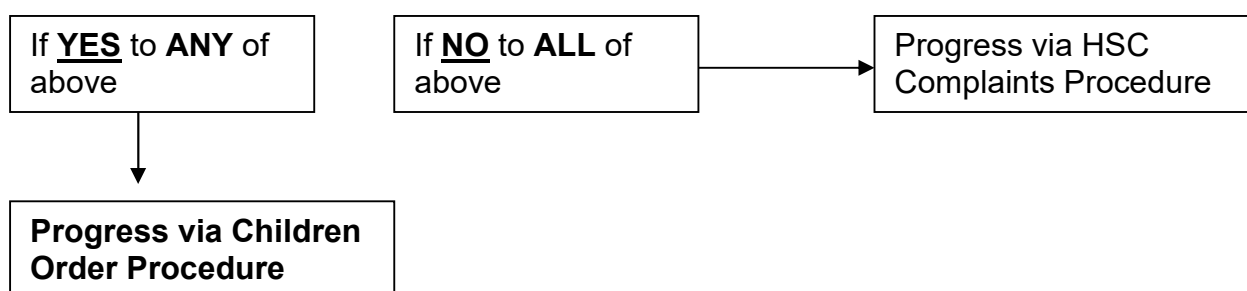 If YES to ANY of
above
If NO to ALL of
above
Progress via HSC
Complaints Procedure
Progress via Children
Order Procedure